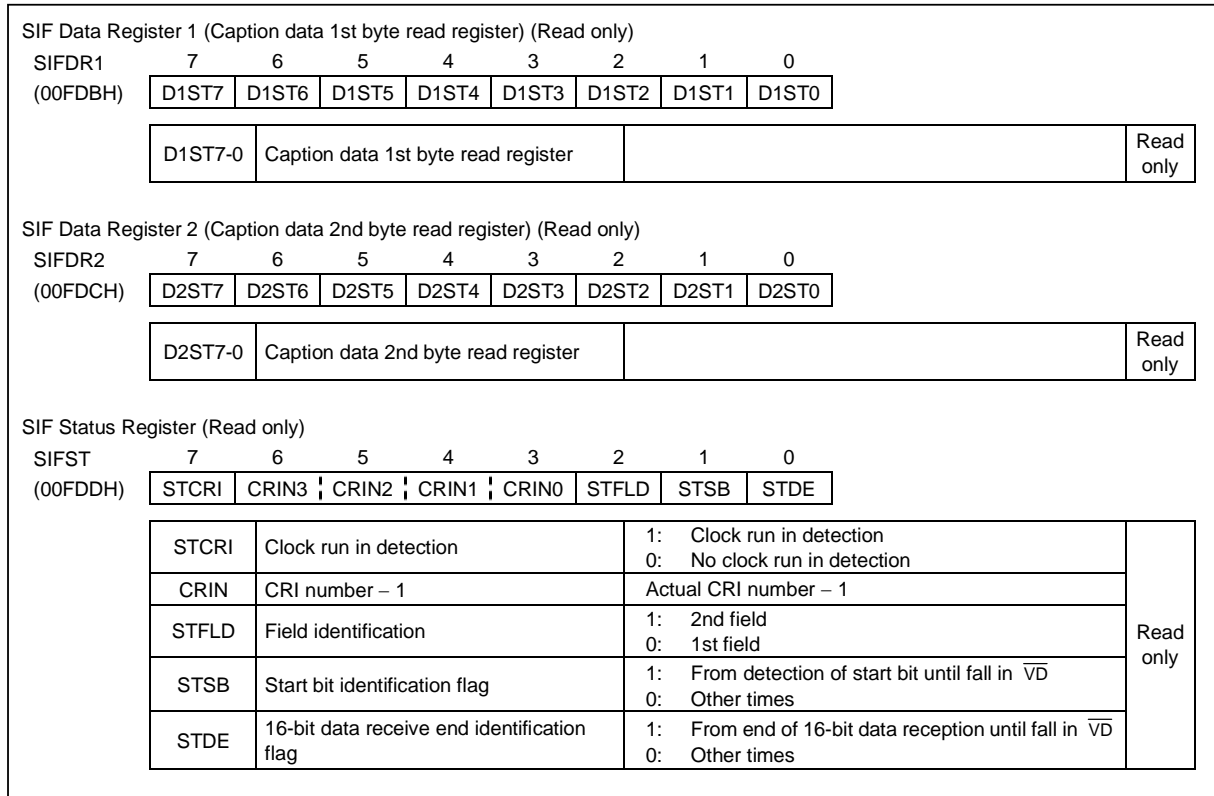 SIF Data Register 1 (Caption data 1st byte read register) (Read only)
SIFDR1 7 6 5 4 3 2 1 0
(00FDBH) D1ST7 D1ST6 D1ST5 D1ST4 D1ST3 D1ST2 D1ST1 D1ST0
D1ST7-0 Caption data 1st byte read register Read only
SIF Data Register 2 (Caption data 2nd byte read register) (Read only)
SIFDR2 7 6 5 4 3 2 1 0
(00FDCH) D2ST7 D2ST6 D2ST5 D2ST4 D2ST3 D2ST2 D2ST1 D2ST0
D2ST7-0 Caption data 2nd byte read register Read only
SIF Status Register (Read only)
SIFST 7 6 5 4 3 2 1 0
(00FDDH) STCRI CRIN3 CRIN2 CRIN1 CRIN0 STFLD STSB STDE
STCRI Clock run in detection 1: Clock run in detection
0: No clock run in detection
CRIN CRI number − 1 Actual CRI number − 1
STFLD Field identification 1: 2nd field
0: 1st field
Read only
STSB Start bit identification flag 1: From detection of start bit until fall in V̅D̅
0: Other times
STDE 16-bit data receive end identification flag 1: From end of 16-bit data reception until fall in V̅D̅
0: Other times